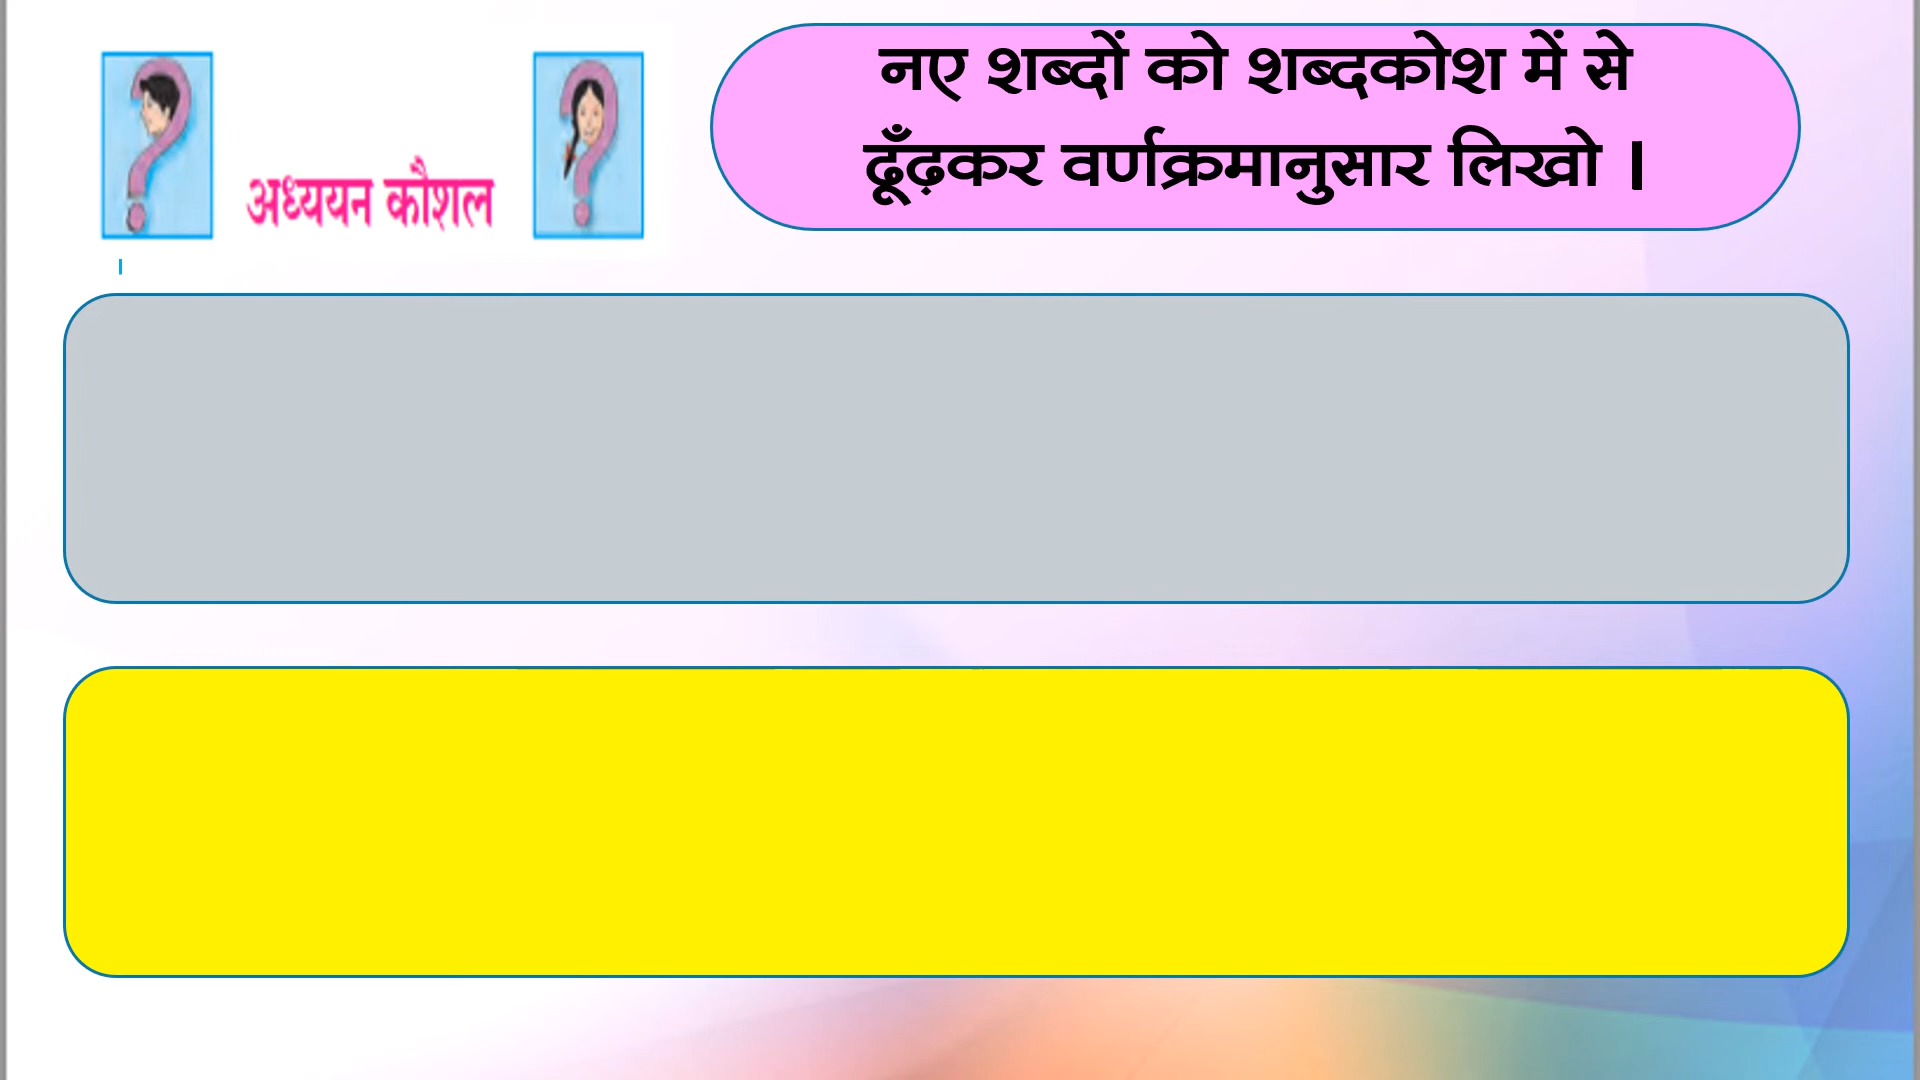 अध्ययन कौशल
नए शब्दों को शब्दकोश में से
ढूँढ़कर वर्णक्रमानुसार लिखो ।